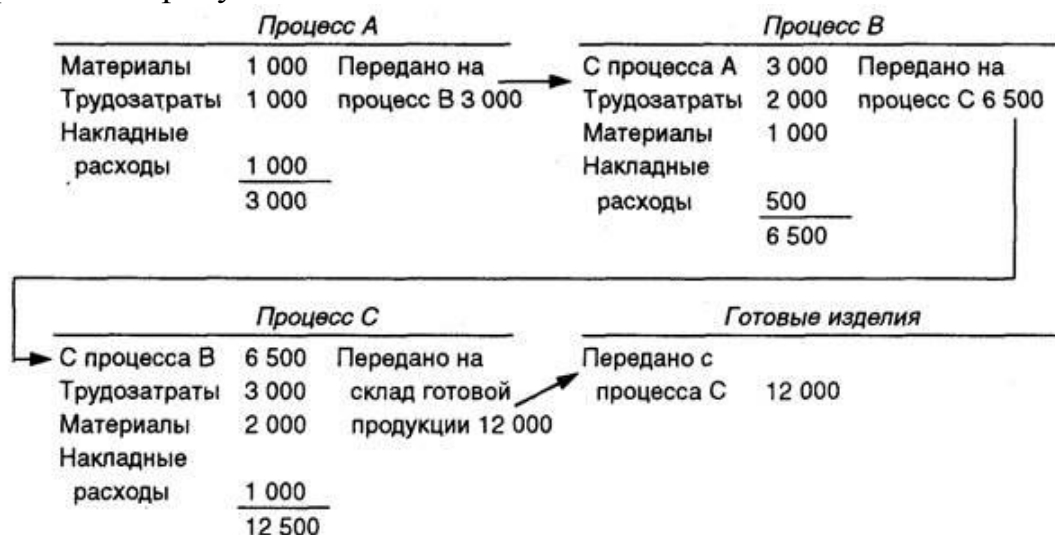 Процесс А
Материалы 1 000 Передано на
Трудозатраты 1 000 процесс В 3 000
Накладные
расходы 1 000
3 000
Процесс В
С процесса А 3 000 Передано на
Трудозатраты 2 000 процесс С 6 500
Материалы 1 000
Накладные
расходы 500
6 500
Процесс С
С процесса В 6 500 Передано на
Трудозатраты 3 000 склад готовой
Материалы 2 000 продукции 12 000
Накладные
расходы 1 000
12 500
Готовые изделия
Передано с
процесса С 12 000